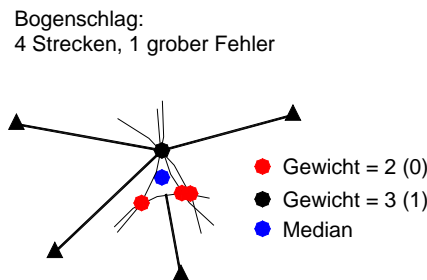 Bogenschlag:
4 Strecken, 1 grober Fehler
Gewicht = 2 (0)
Gewicht = 3 (1)
Median